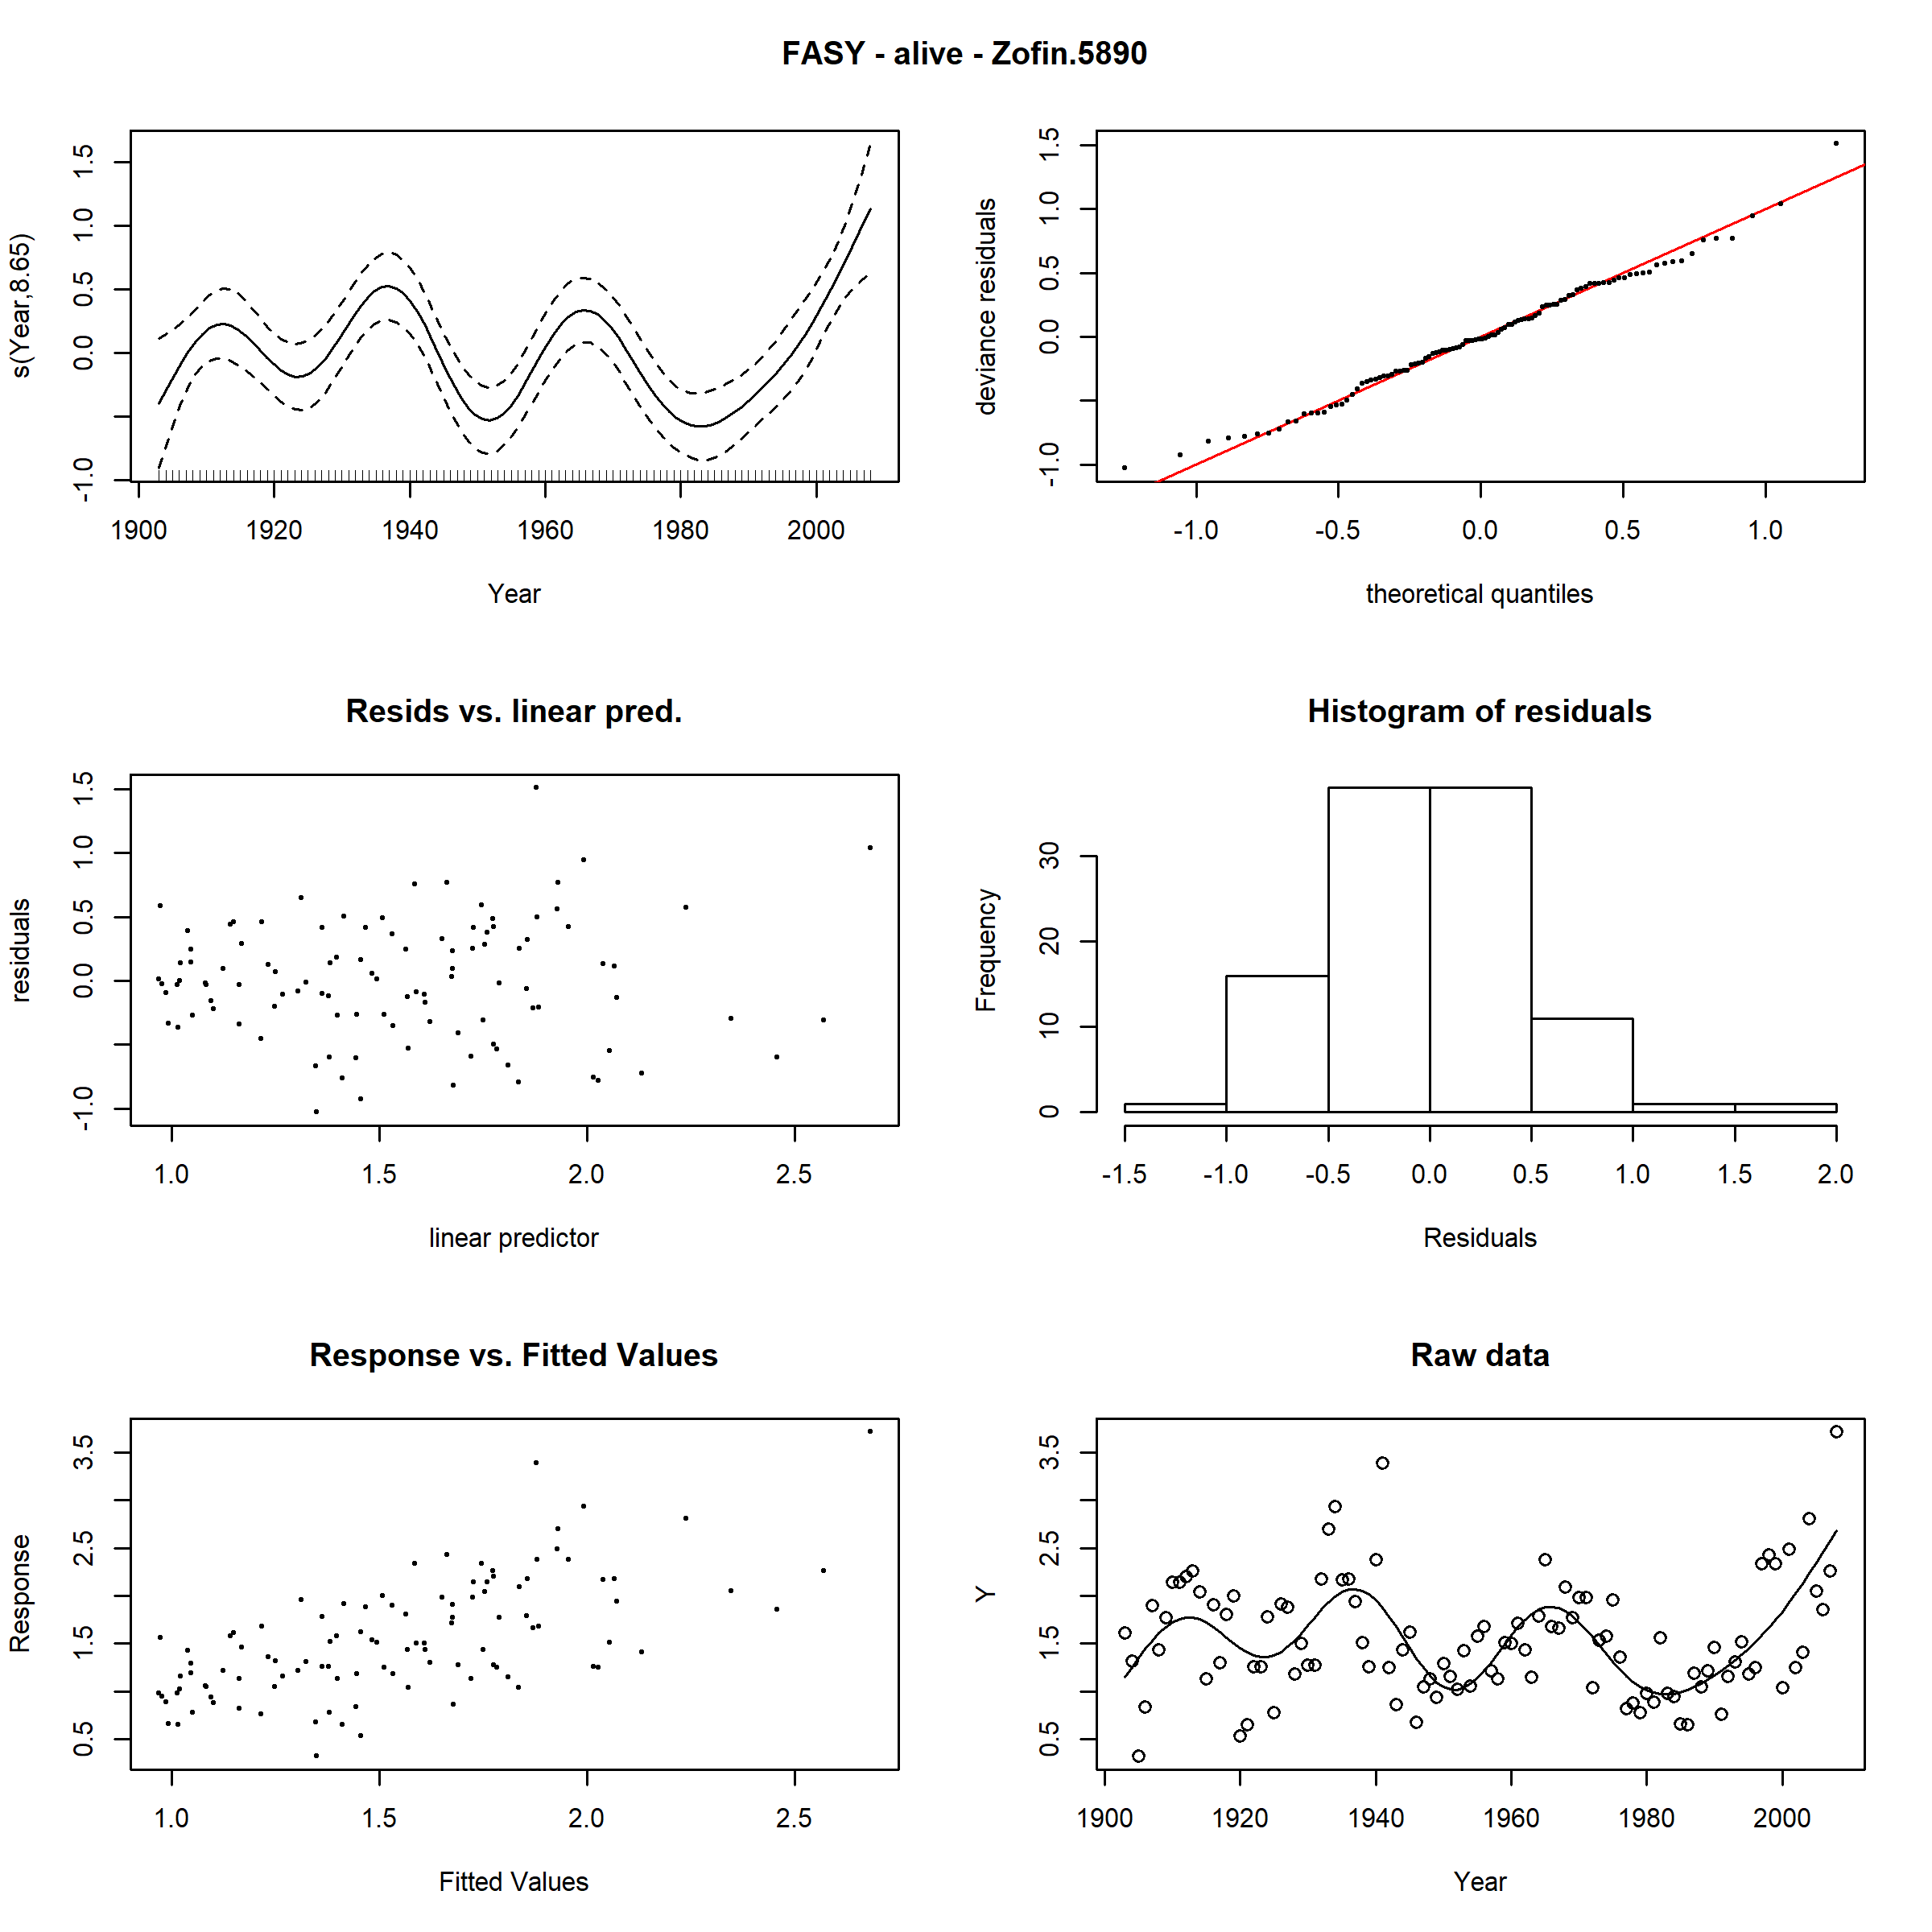 FASY - alive - Zofin.5890
s(Year,8.65)
-1.0 0.0 0.5 1.0 1.5
1900 1920 1940 1960 1980 2000
Year
deviance residuals
-1.0 0.0 0.5 1.0 1.5
-1.0 -0.5 0.0 0.5 1.0
theoretical quantiles
Resids vs. linear pred.
residuals
-1.0 0.0 0.5 1.0 1.5
1.0 1.5 2.0 2.5
linear predictor
Histogram of residuals
Frequency
0 10 20 30
-1.5 -1.0 -0.5 0.0 0.5 1.0 1.5 2.0
Residuals
Response vs. Fitted Values
Response
0.5 1.5 2.5 3.5
1.0 1.5 2.0 2.5
Fitted Values
Raw data
Y
0.5 1.5 2.5 3.5
1900 1920 1940 1960 1980 2000
Year